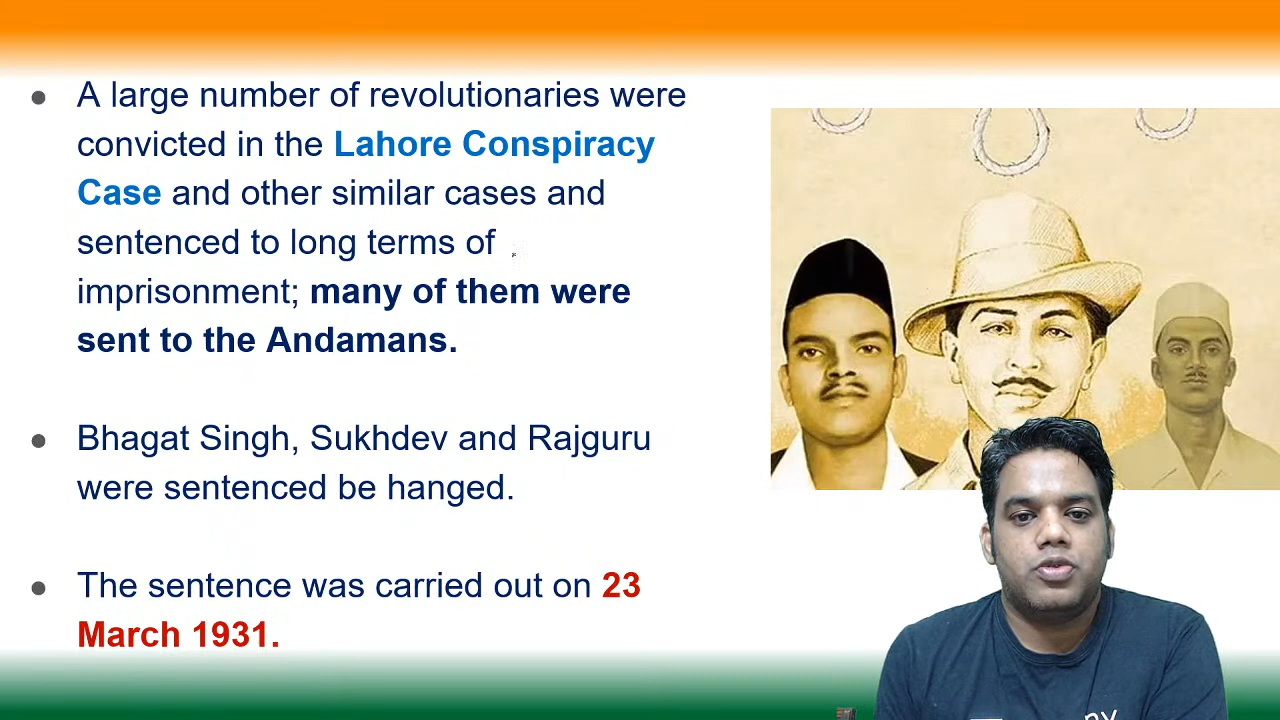 A large number of revolutionaries were
convicted in the Lahore Conspiracy
Case and other similar cases and
sentenced to long terms of
imprisonment; many of them were
sent to the Andamans.
Bhagat Singh, Sukhdev and Rajguru
were sentenced be hanged.
The sentence was carried out on 23
March 1931.